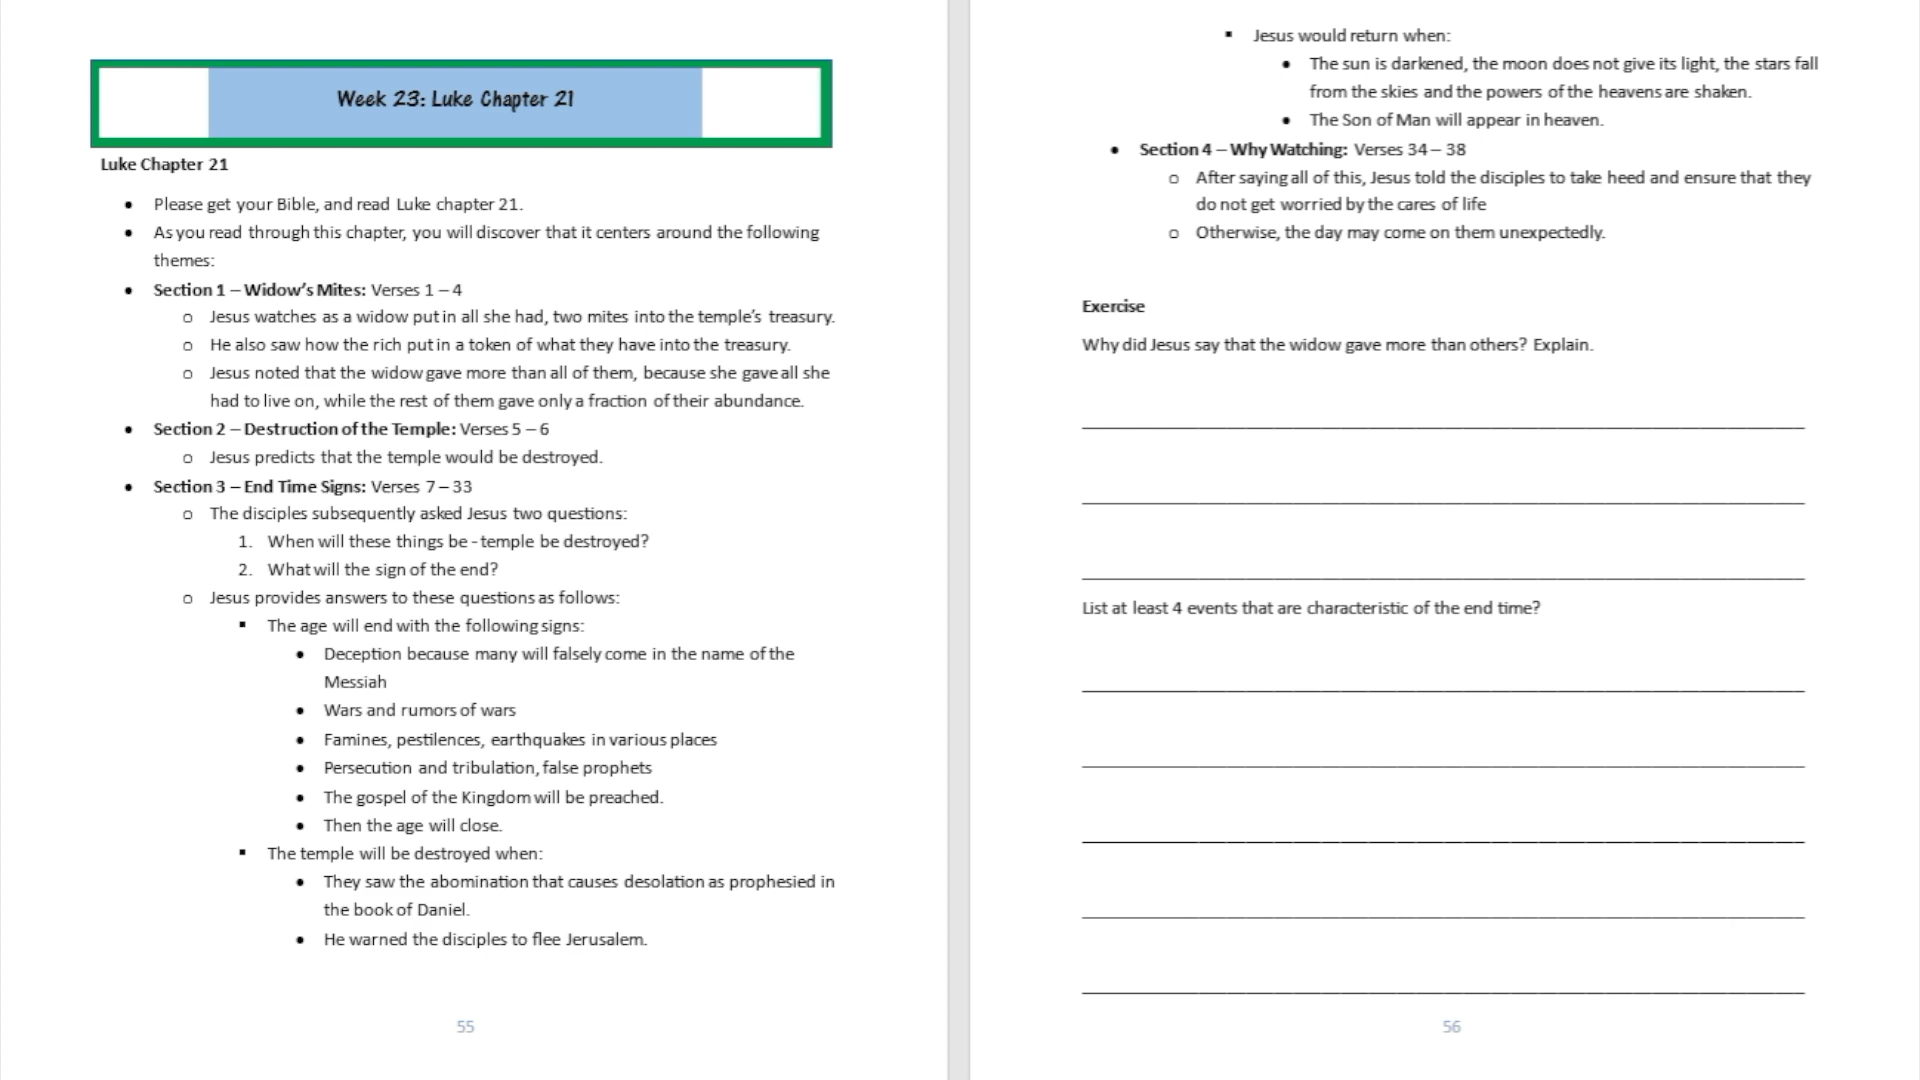 Week 23: Luke Chapter 21
Luke Chapter 21
• Please get your Bible, and read Luke chapter 21.
• As you read through this chapter, you will discover that it centers around the following
themes:
• Section 1 – Widow's Mites: Verses 1 – 4
o Jesus watches as a widow put in all she had, two mites into the temple's treasury.
o He also saw how the rich put in a token of what they have into the treasury.
o Jesus noted that the widow gave more than all of them, because she gave all she
had to live on, while the rest of them gave only a fraction of their abundance.
• Section 2 – Destruction of the Temple: Verses 5 – 6
o Jesus predicts that the temple would be destroyed.
• Section 3 – End Time Signs: Verses 7 – 33
o The disciples subsequently asked Jesus two questions:
1. When will these things be - temple be destroyed?
2. What will the sign of the end?
o Jesus provides answers to these questions as follows:
▪ The age will end with the following signs:
• Deception because many will falsely come in the name of the
Messiah
• Wars and rumors of wars
• Famines, pestilences, earthquakes in various places
• Persecution and tribulation, false prophets
• The gospel of the Kingdom will be preached.
• Then the age will close.
▪ The temple will be destroyed when:
• They saw the abomination that causes desolation as prophesied in
the book of Daniel.
• He warned the disciples to flee Jerusalem.
55
▪ Jesus would return when:
• The sun is darkened, the moon does not give its light, the stars fall
from the skies and the powers of the heavens are shaken.
• The Son of Man will appear in heaven.
• Section 4 – Why Watching: Verses 34 – 38
o After saying all of this, Jesus told the disciples to take heed and ensure that they
do not get worried by the cares of life
o Otherwise, the day may come on them unexpectedly.
Exercise
Why did Jesus say that the widow gave more than others? Explain.
List at least 4 events that are characteristic of the end time?
56